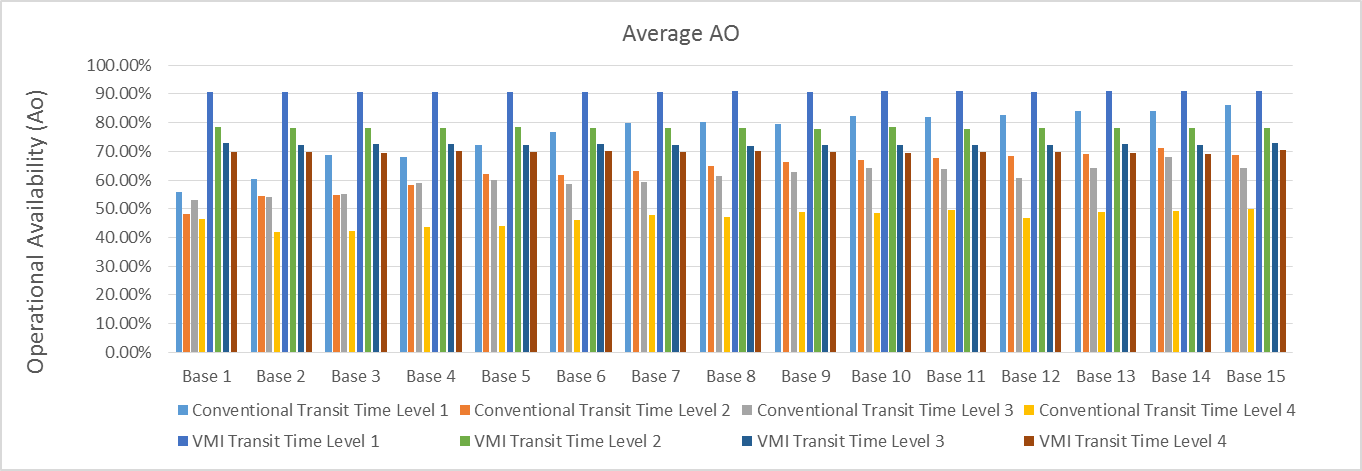 Average AO
Operational Availability (Ao)
100.00%
90.00%
80.00%
70.00%
60.00%
50.00%
40.00%
30.00%
20.00%
10.00%
0.00%
Base 1 Base 2 Base 3 Base 4 Base 5 Base 6 Base 7 Base 8 Base 9 Base 10 Base 11 Base 12 Base 13 Base 14 Base 15
Conventional Transit Time Level 1 Conventional Transit Time Level 2 Conventional Transit Time Level 3 Conventional Transit Time Level 4
VMI Transit Time Level 1 VMI Transit Time Level 2 VMI Transit Time Level 3 VMI Transit Time Level 4